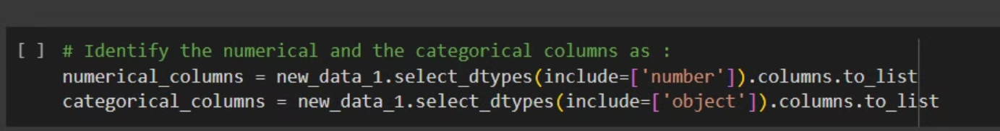 [ ] # Identify the numerical and the categorical columns as :
numerical_columns = new_data_1.select_dtypes(include=['number']).columns.to_list
categorical_columns = new_data_1.select_dtypes(include=['object']).columns.to_list